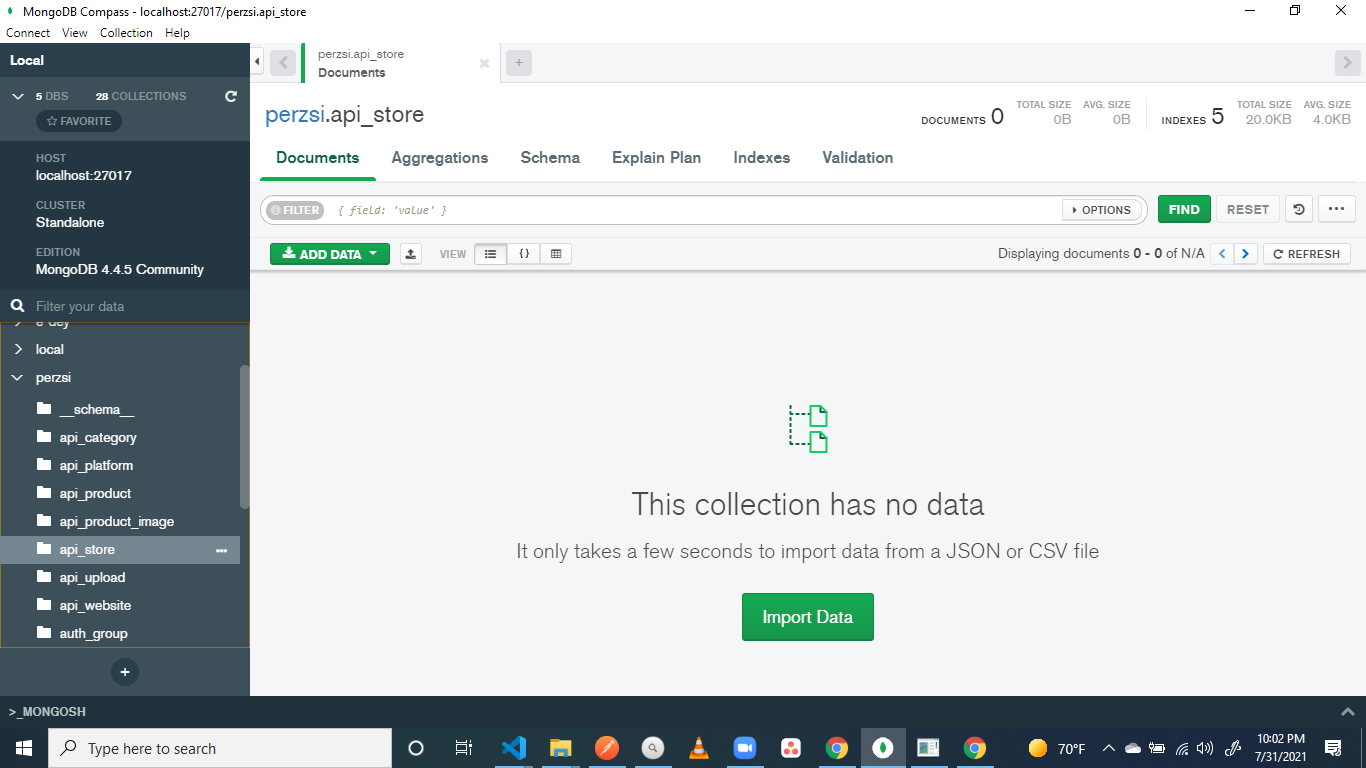 MongoDB Compass - localhost:27017/perzsi.api_store
Connect View Collection Help
Local
5 DBS 28 COLLECTIONS
FAVORITE
HOST
localhost:27017
CLUSTER
Standalone
EDITION
MongoDB 4.4.5 Community
Filter your data
local
perzsi
__schema__
api_category
api_platform
api_product
api_product_image
api_store
api_upload
api_website
auth_group
+
perzsi.api_store
Documents
+
perzsi.api_store
DOCUMENTS 0
TOTAL SIZE
0B
AVG. SIZE
0B
INDEXES 5
TOTAL SIZE
20.0KB
AVG. SIZE
4.0KB
Documents Aggregations Schema Explain Plan Indexes Validation
FILTER { field: 'value' } OPTIONS FIND RESET
ADD DATA VIEW { } Displaying documents 0 - 0 of N/A REFRESH
This collection has no data
It only takes a few seconds to import data from a JSON or CSV file
Import Data
>_MONGOSH
Type here to search
70°F
10:02 PM
7/31/2021